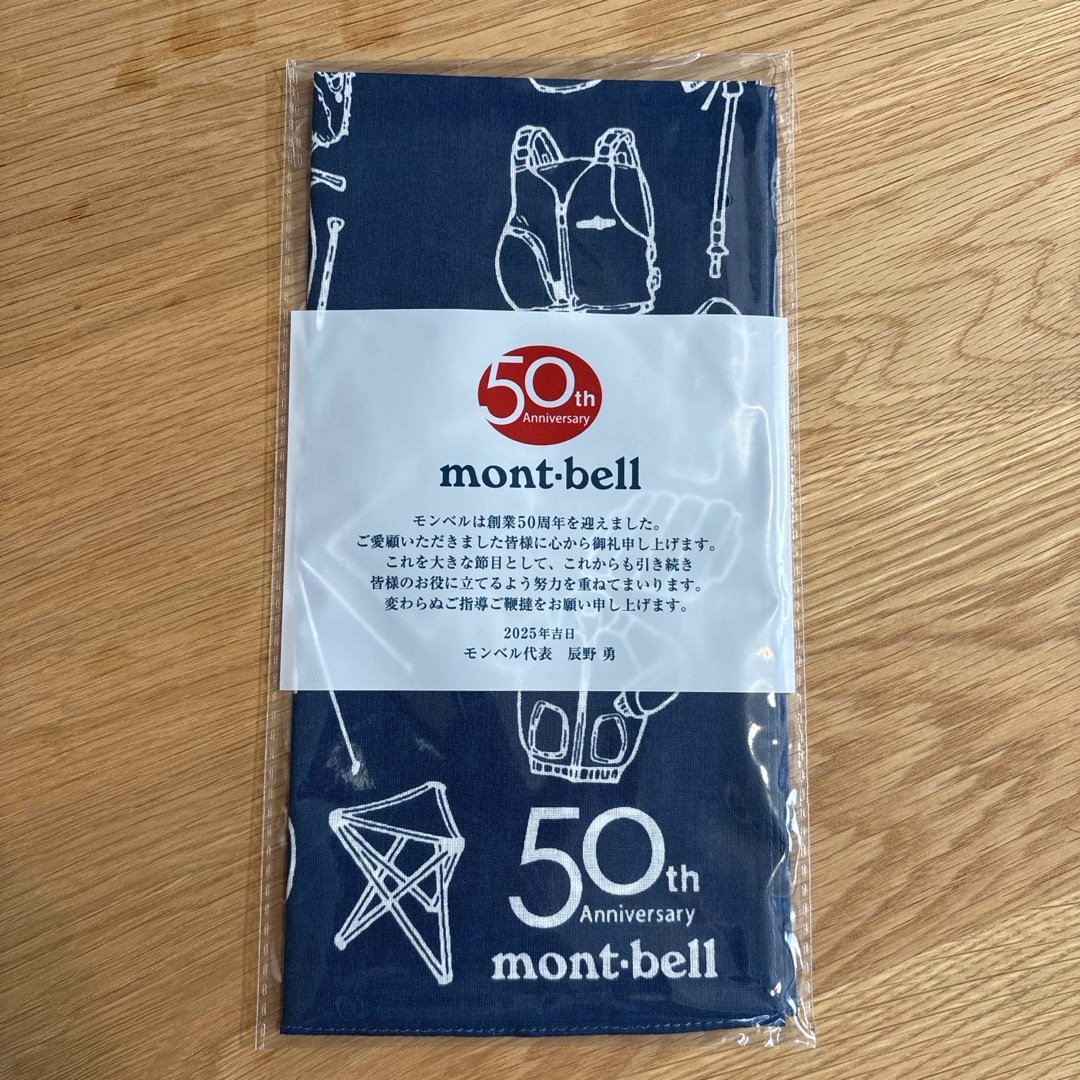 50th
Anniversary
mont·bell
モンベルは創業50周年を迎えました。
ご愛顧いただきました皆様に心から御礼申し上げます。
これを大きな節目として、これからも引き続き
皆様のお役に立てるよう努力を重ねてまいります。
変わらぬご指導ご鞭撻をお願い申し上げます。
2025年吉日
モンベル代表　辰野 勇
50th
Anniversary
mont·bell